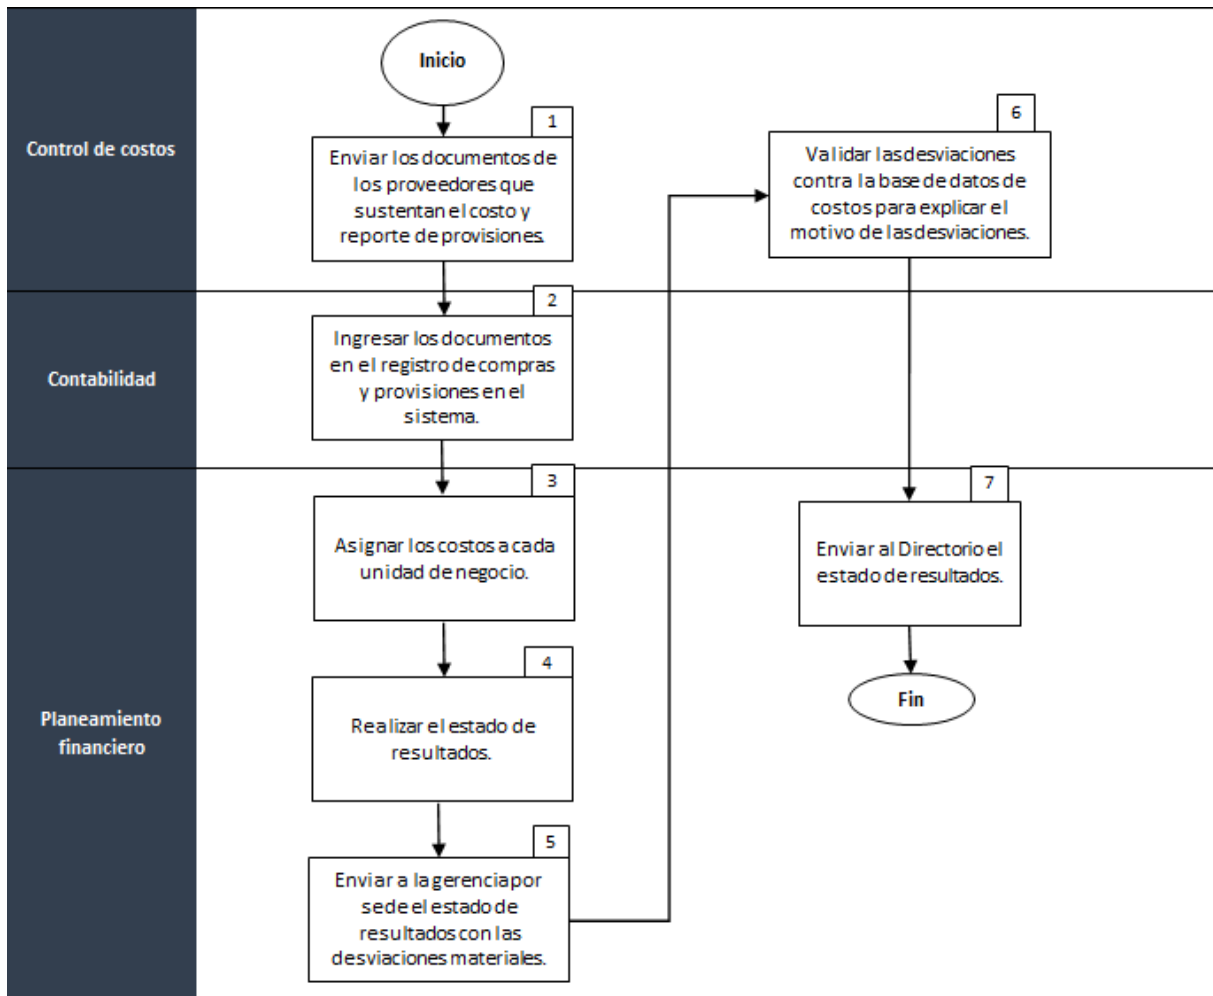 Control de costos
Inicio
1
Enviar los documentos de
los proveedores que
sustentan el costo y
reporte de provisiones.
6
Validar las desviaciones
contra la base de datos de
costos para explicar el
motivo de las desviaciones.
Contabilidad
2
Ingresar los documentos
en el registro de compras
y provisiones en el
sistema.
Planeamiento
financiero
3
Asignar los costos a cada
unidad de negocio.
4
Realizar el estado de
resultados.
5
Enviar a la gerencia por
sede el estado de
resultados con las
desviaciones materiales.
7
Enviar al Directorio el
estado de resultados.
Fin